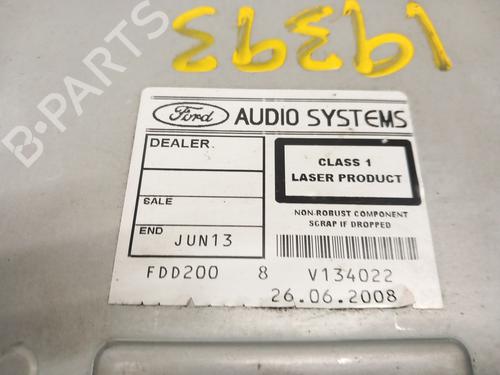 19393
B-PARTS
Ford AUDIO SYSTEMS
DEALER.
CLASS 1
LASER PRODUCT
SALE
NON-ROBUST COMPONENT
SCRAP IF DROPPED
END JUN13
FDD200 8 V134022
26.06.2008